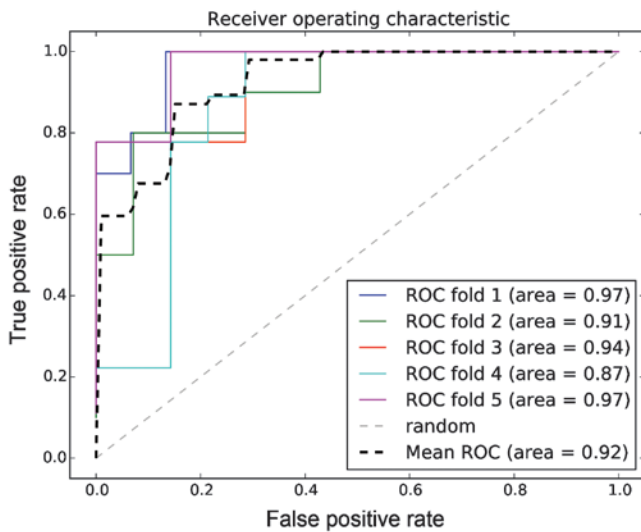 Receiver operating characteristic
1.0
0.8
0.6
0.4
0.2
0.0
True positive rate
ROC fold 1 (area = 0.97)
ROC fold 2 (area = 0.91)
ROC fold 3 (area = 0.94)
ROC fold 4 (area = 0.87)
ROC fold 5 (area = 0.97)
random
Mean ROC (area = 0.92)
0.0 0.2 0.4 0.6 0.8 1.0
False positive rate